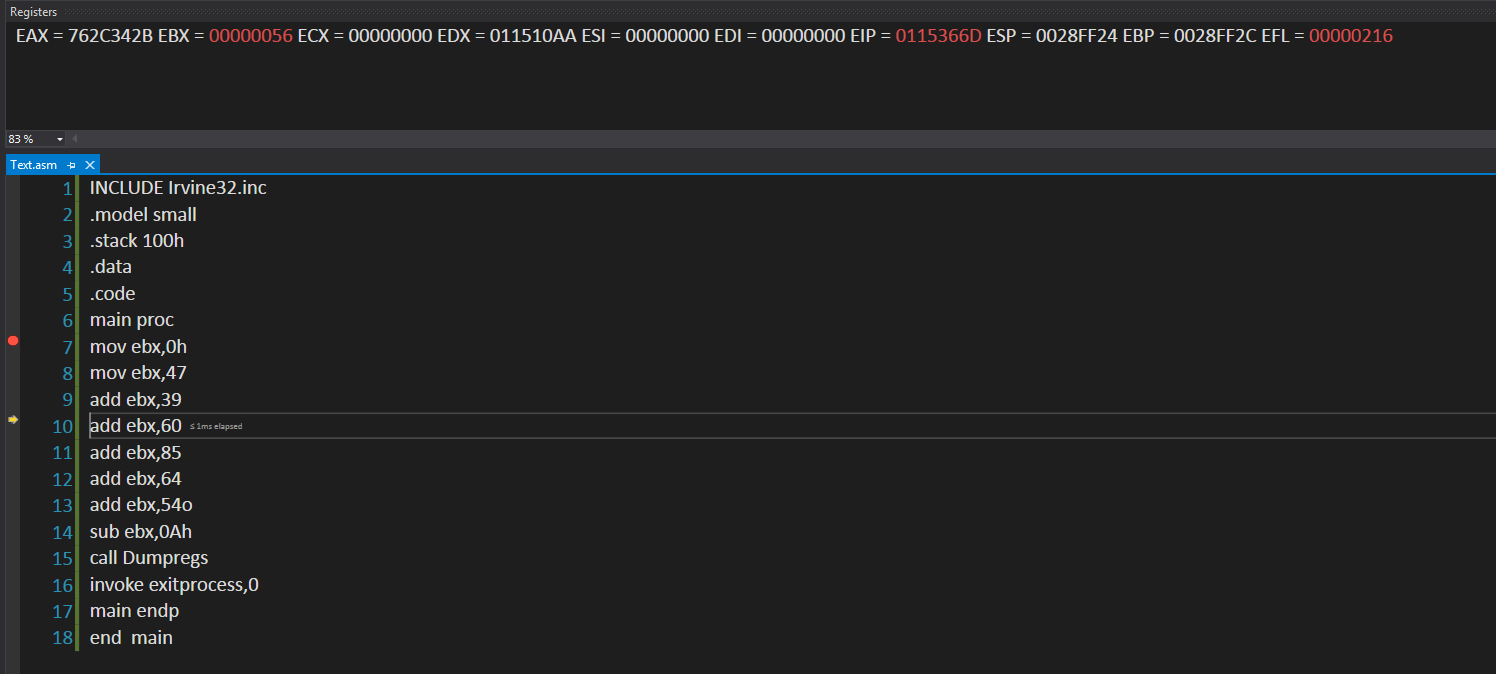 Registers
EAX = 762C342B EBX = 00000056 ECX = 00000000 EDX = 011510AA ESI = 00000000 EDI = 00000000 EIP = 0115366D ESP = 0028FF24 EBP = 0028FF2C EFL = 00000216
83 %
Text.asm
1 INCLUDE Irvine32.inc
2 .model small
3 .stack 100h
4 .data
5 .code
6 main proc
7 mov ebx,0h
8 mov ebx,47
9 add ebx,39
10 add ebx,60 ≤ 1ms elapsed
11 add ebx,85
12 add ebx,64
13 add ebx,54o
14 sub ebx,0Ah
15 call Dumpregs
16 invoke exitprocess,0
17 main endp
18 end  main